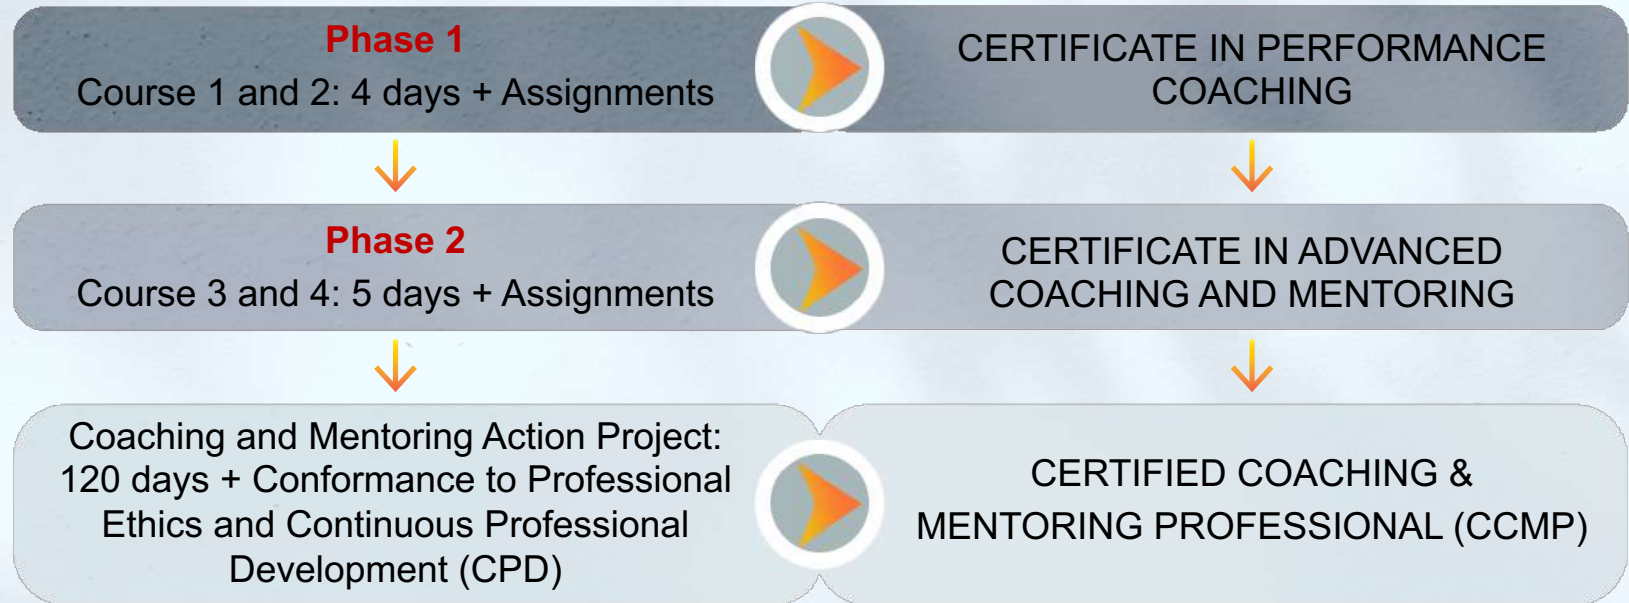 Phase 1
Course 1 and 2: 4 days + Assignments
CERTIFICATE IN PERFORMANCE
COACHING
Phase 2
Course 3 and 4: 5 days + Assignments
CERTIFICATE IN ADVANCED
COACHING AND MENTORING
Coaching and Mentoring Action Project:
120 days + Conformance to Professional
Ethics and Continuous Professional
Development (CPD)
CERTIFIED COACHING &
MENTORING PROFESSIONAL (CCMP)